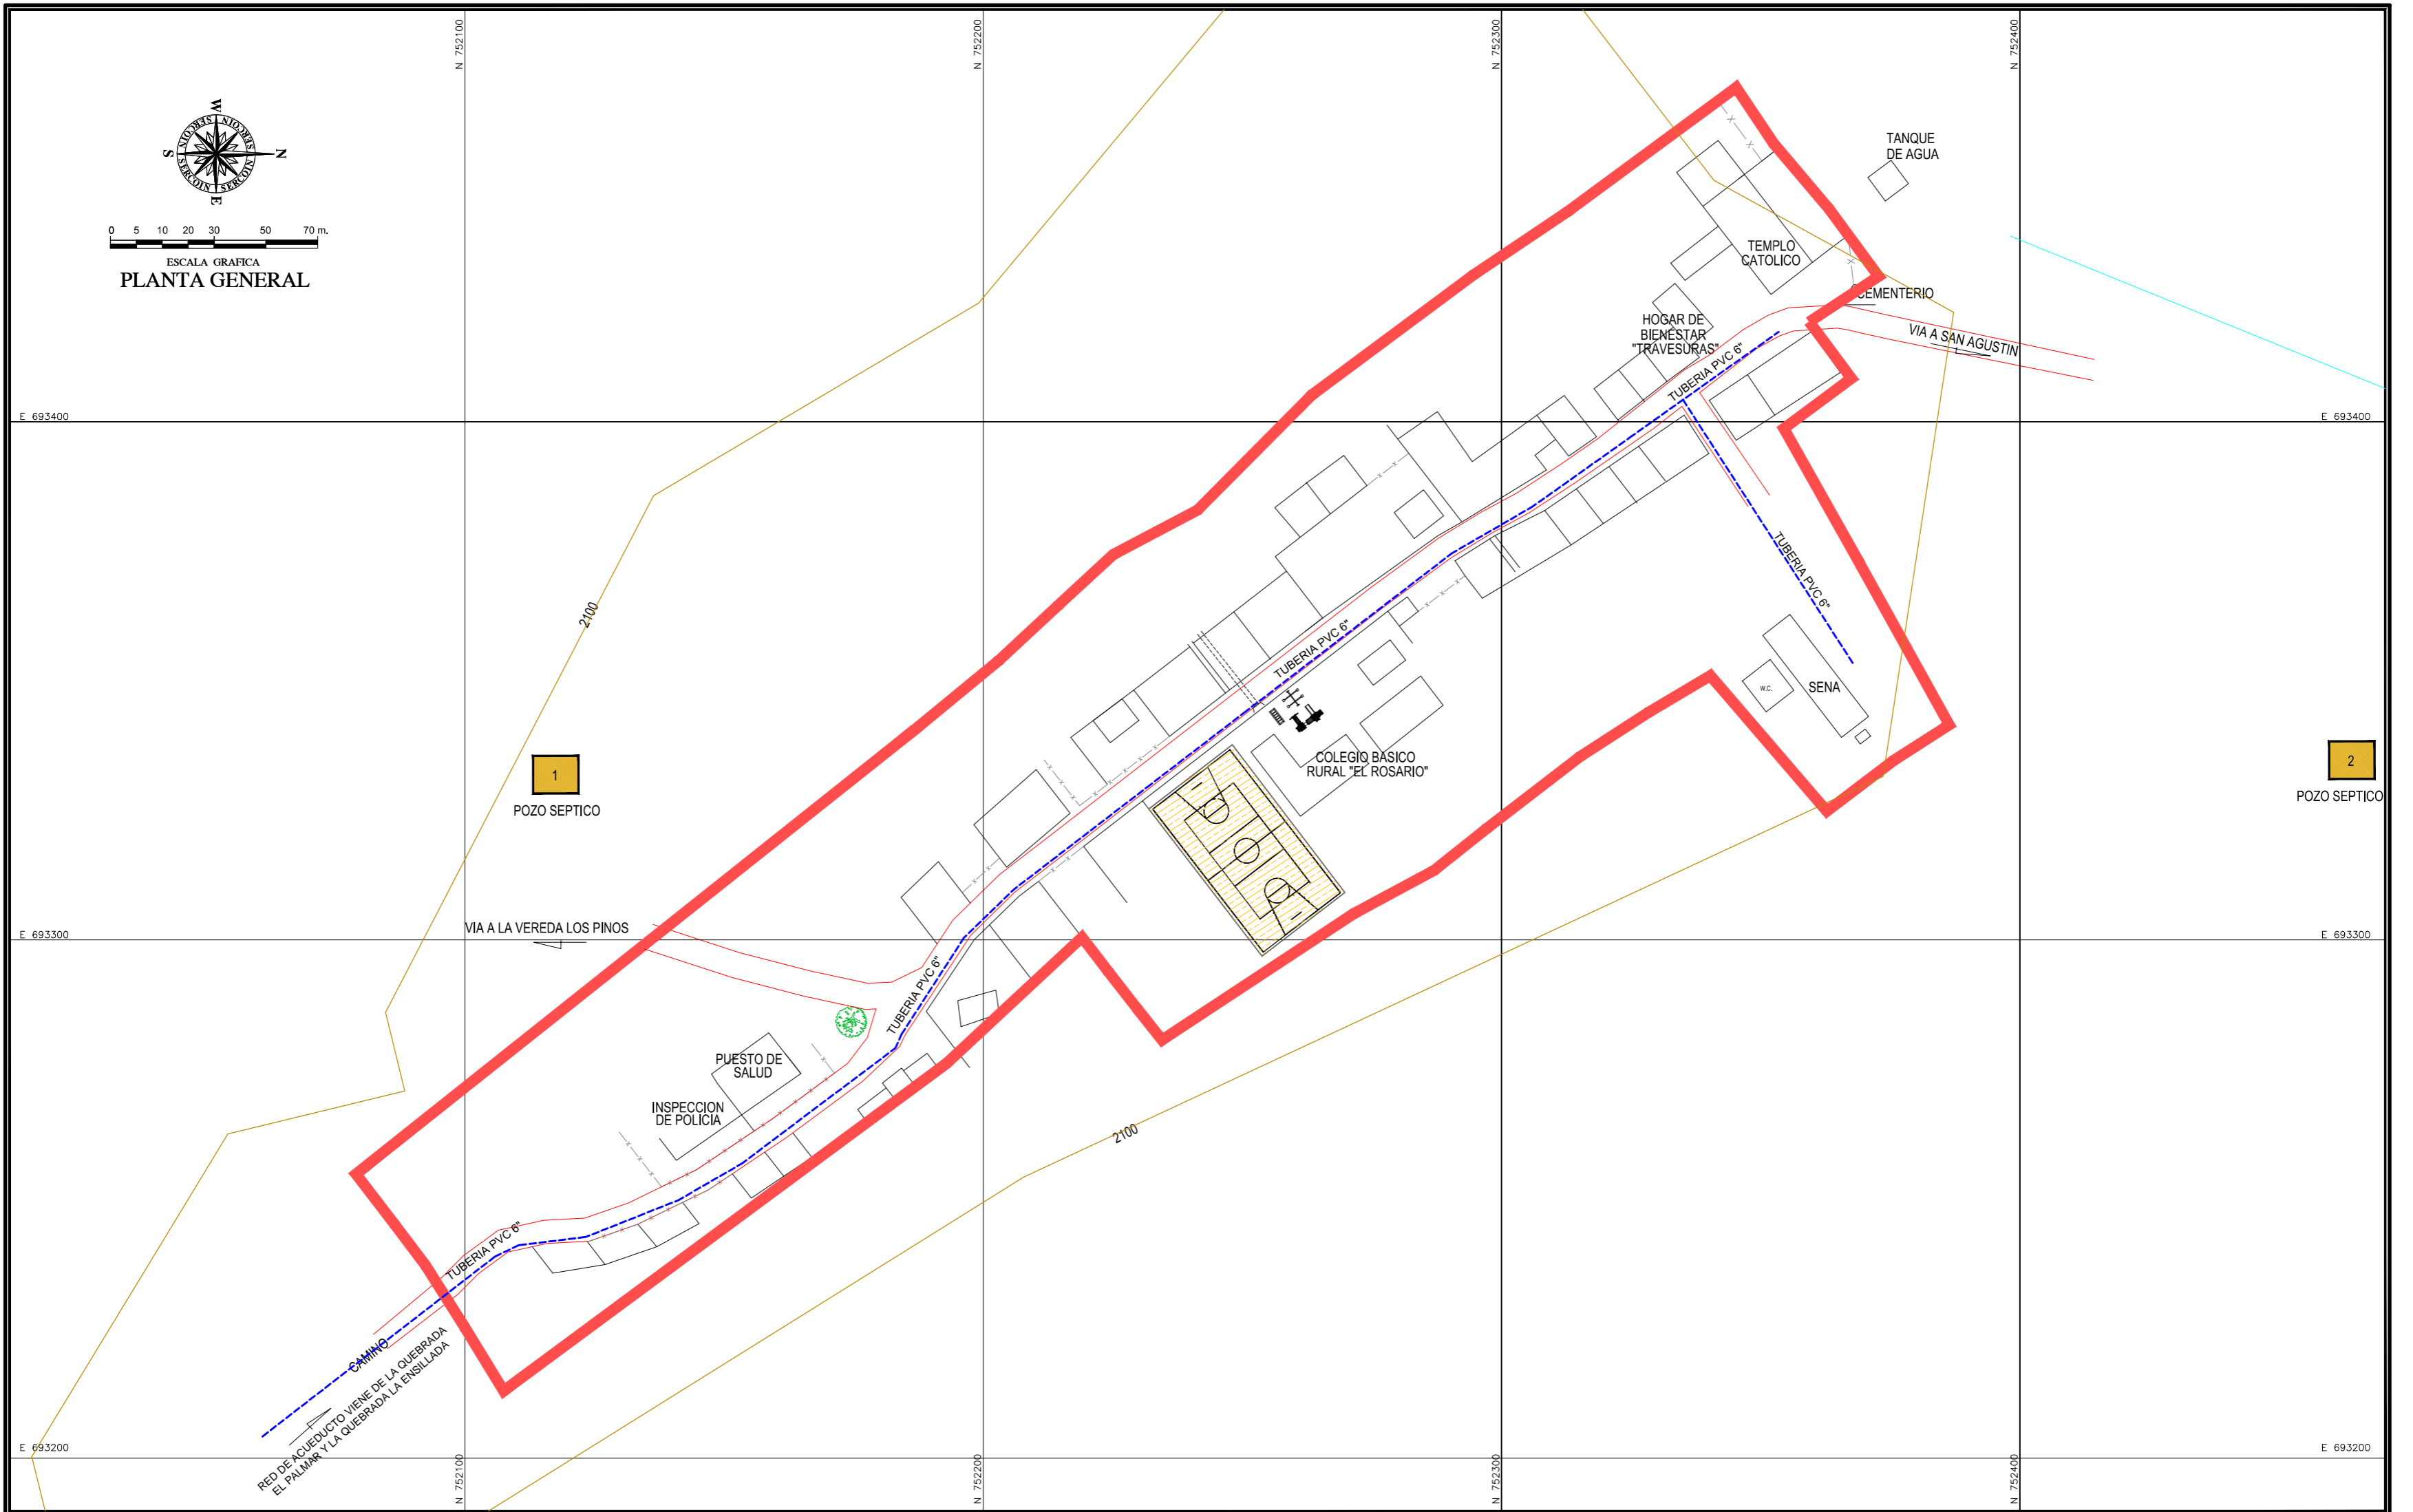 N 752100
N 752200
N 752300
N 752400
W
S
N
E
SERCOIN
SERCOIN
SERCOIN
SERCOIN
0 5 10 20 30 50 70 m.
ESCALA GRAFICA
PLANTA GENERAL
TANQUE
DE AGUA
TEMPLO
CATOLICO
CEMENTERIO
HOGAR DE
BIENESTAR
"TRAVESURAS"
VIA A SAN AGUSTIN
TUBERIA PVC 6"
E 693400
E 693400
TUBERIA PVC 6"
2100
TUBERIA PVC 6"
W.C.
SENA
1
POZO SEPTICO
COLEGIO BASICO
RURAL "EL ROSARIO"
2
POZO SEPTICO
VIA A LA VEREDA LOS PINOS
E 693300
E 693300
TUBERIA PVC 6"
PUESTO DE
SALUD
INSPECCION
DE POLICIA
2100
TUBERIA PVC 6"
CAMINO
RED DE ACUEDUCTO VIENE DE LA QUEBRADA
EL PALMAR Y LA QUEBRADA LA ENSILLADA
E 693200
E 693200
N 752100
N 752200
N 752300
N 752400